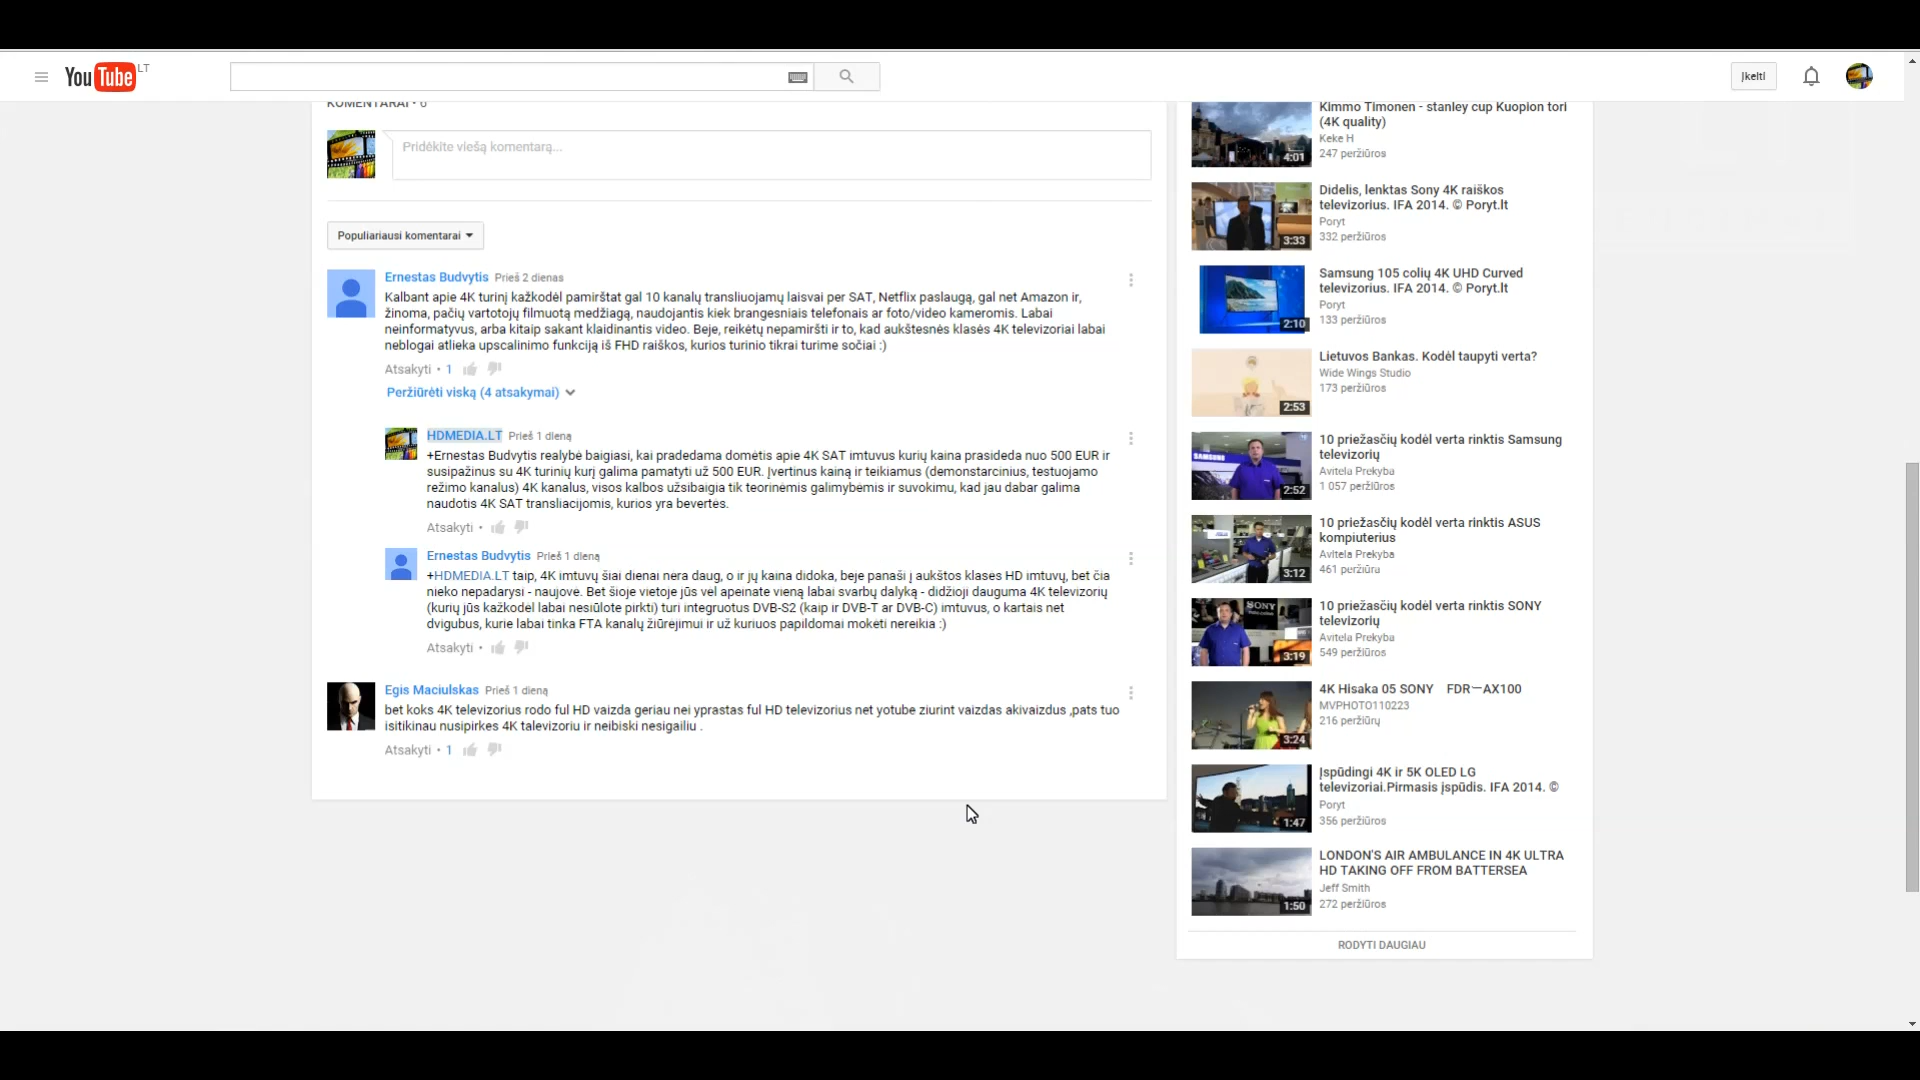 YouTube LT
Įkelti
KOMENTARAI • 6
Pridėkite viešą komentarą...
Populiariausi komentarai
Ernestas Budvytis Prieš 2 dienas
Kalbant apie 4K turinį kažkodėl pamirštat gal 10 kanalų transliuojamų laisvai per SAT, Netflix paslaugą, gal net Amazon ir,
žinoma, pačių vartotojų filmuotą medžiagą, naudojantis kiek brangesniais telefonais ar foto/video kameromis. Labai
neinformatyvus, arba kitaip sakant klaidinantis video. Beje, reikėtų nepamiršti ir to, kad aukštesnės klasės 4K televizoriai labai
neblogai atlieka upscalinimo funkciją iš FHD raiškos, kurios turinio tikrai turime sočiai :)
Atsakyti • 1
Peržiūrėti viską (4 atsakymai)
HDMEDIA.LT Prieš 1 dieną
+Ernestas Budvytis realybė baigiasi, kai pradedama domėtis apie 4K SAT imtuvus kurių kaina prasideda nuo 500 EUR ir
susipažinus su 4K turinių kurį galima pamatyti už 500 EUR. Įvertinus kainą ir teikiamus (demonstarcinius, testuojamo
režimo kanalus) 4K kanalus, visos kalbos užsibaigia tik teorinėmis galimybėmis ir suvokimu, kad jau dabar galima
naudotis 4K SAT transliacijomis, kurios yra bevertės.
Atsakyti •
Ernestas Budvytis Prieš 1 dieną
+HDMEDIA.LT taip, 4K imtuvų šiai dienai nėra daug, o ir jų kaina didoka, beje panaši į aukštos klasės HD imtuvų, bet čia
nieko nepadarysi - naujovė. Bet šioje vietoje jūs vėl apeinate vieną labai svarbų dalyką - didžioji dauguma 4K televizorių
(kurių jūs kažkodėl labai nesiūlote pirkti) turi integruotus DVB-S2 (kaip ir DVB-T ar DVB-C) imtuvus, o kartais net
dvigubus, kurie labai tinka FTA kanalų žiūrėjimui ir už kuriuos papildomai mokėti nereikia :)
Atsakyti •
Egis Maciulskas Prieš 1 dieną
bet koks 4K televizorius rodo ful HD vaizda geriau nei yprastas ful HD televizorius net yotube ziurint vaizdas akivaizdus ,pats tuo
isitikinau nusipirkes 4K talevizoriu ir neibiski nesigailiu .
Atsakyti • 1
Kimmo Timonen - stanley cup Kuopion tori
(4K quality)
Keke H
247 peržiūros
4:01
Didelis, lenktas Sony 4K raiškos
televizorius. IFA 2014. © Poryt.lt
Poryt
332 peržiūros
3:33
Samsung 105 colių 4K UHD Curved
televizorius. IFA 2014. © Poryt.lt
Poryt
133 peržiūros
2:10
Lietuvos Bankas. Kodėl taupyti verta?
Wide Wings Studio
173 peržiūros
2:53
10 priežasčių kodėl verta rinktis Samsung
televizorių
Avitela Prekyba
1 057 peržiūros
SAMSUNG
2:52
10 priežasčių kodėl verta rinktis ASUS
kompiuterius
Avitela Prekyba
461 peržiūra
3:12
10 priežasčių kodėl verta rinktis SONY
televizorių
Avitela Prekyba
549 peržiūros
SONY
3:19
4K Hisaka 05 SONY FDRーAX100
MVPHOTO110223
216 peržiūrų
3:24
Įspūdingi 4K ir 5K OLED LG
televizoriai.Pirmasis įspūdis. IFA 2014. ©
Poryt
356 peržiūros
1:47
LONDON'S AIR AMBULANCE IN 4K ULTRA
HD TAKING OFF FROM BATTERSEA
Jeff Smith
272 peržiūros
1:50
RODYTI DAUGIAU